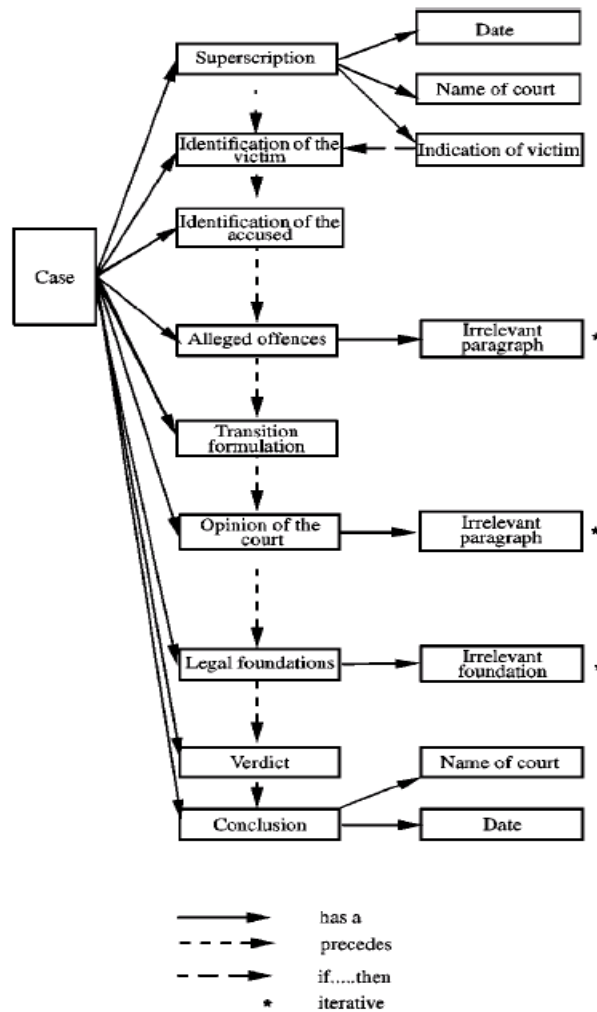 Date
Superscription
Name of court
Identification of the
victim
Indication of victim
Identification of the
accused
Case
Alleged offences
Irrelevant
paragraph
*
Transition
formulation
Opinion of the
court
Irrelevant
paragraph
*
Legal foundations
Irrelevant
foundation
*
Verdict
Name of court
Conclusion
Date
has a
precedes
if.....then
* iterative